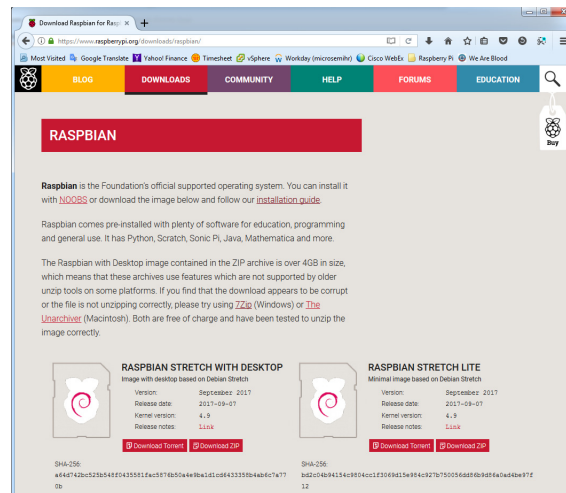 Download Raspbian for Rasp
https://www.raspberrypi.org/downloads/raspbian/
Most Visited Google Translate Yahoo! Finance Timesheet vSphere Workday (microsemihr) Cisco WebEx Raspberry Pi We Are Blood
BLOG DOWNLOADS COMMUNITY HELP FORUMS EDUCATION
Buy
RASPBIAN
Raspbian is the Foundation's official supported operating system. You can install it
with NOOBS or download the image below and follow our installation guide.
Raspbian comes pre-installed with plenty of software for education, programming
and general use. It has Python, Scratch, Sonic Pi, Java, Mathematica and more.
The Raspbian with Desktop image contained in the ZIP archive is over 4GB in size,
which means that these archives use features which are not supported by older
unzip tools on some platforms. If you find that the download appears to be corrupt
or the file is not unzipping correctly, please try using 7Zip (Windows) or The
Unarchiver (Macintosh). Both are free of charge and have been tested to unzip the
image correctly.
RASPBIAN STRETCH WITH DESKTOP
Image with desktop based on Debian Stretch
Version: September 2017
Release date: 2017-09-07
Kernel version: 4.9
Release notes: Link
Download Torrent Download ZIP
SHA-256:
a64d742bc525b548f0435581fac5876b50a4e9ba1d1cd6433358b4ab6c7a77
0b
RASPBIAN STRETCH LITE
Minimal image based on Debian Stretch
Version: September 2017
Release date: 2017-09-07
Kernel version: 4.9
Release notes: Link
Download Torrent Download ZIP
SHA-256:
bd2c04b94154c9804cc1f3069d15e984c927b750056dd86b9d86a0ad4be97f
12